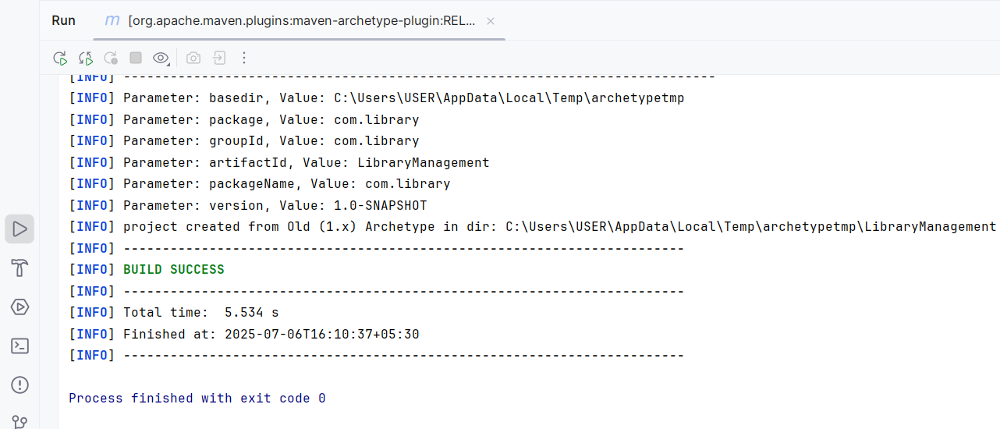 Run m [org.apache.maven.plugins:maven-archetype-plugin:REL... ×
[INFO] ----------------------------------------------------------------------------
[INFO] Parameter: basedir, Value: C:\Users\USER\AppData\Local\Temp\archetypetmp
[INFO] Parameter: package, Value: com.library
[INFO] Parameter: groupId, Value: com.library
[INFO] Parameter: artifactId, Value: LibraryManagement
[INFO] Parameter: packageName, Value: com.library
[INFO] Parameter: version, Value: 1.0-SNAPSHOT
[INFO] project created from Old (1.x) Archetype in dir: C:\Users\USER\AppData\Local\Temp\archetypetmp\LibraryManagement
[INFO] ------------------------------------------------------------------------
[INFO] BUILD SUCCESS
[INFO] ------------------------------------------------------------------------
[INFO] Total time:  5.534 s
[INFO] Finished at: 2025-07-06T16:10:37+05:30
[INFO] ------------------------------------------------------------------------
Process finished with exit code 0